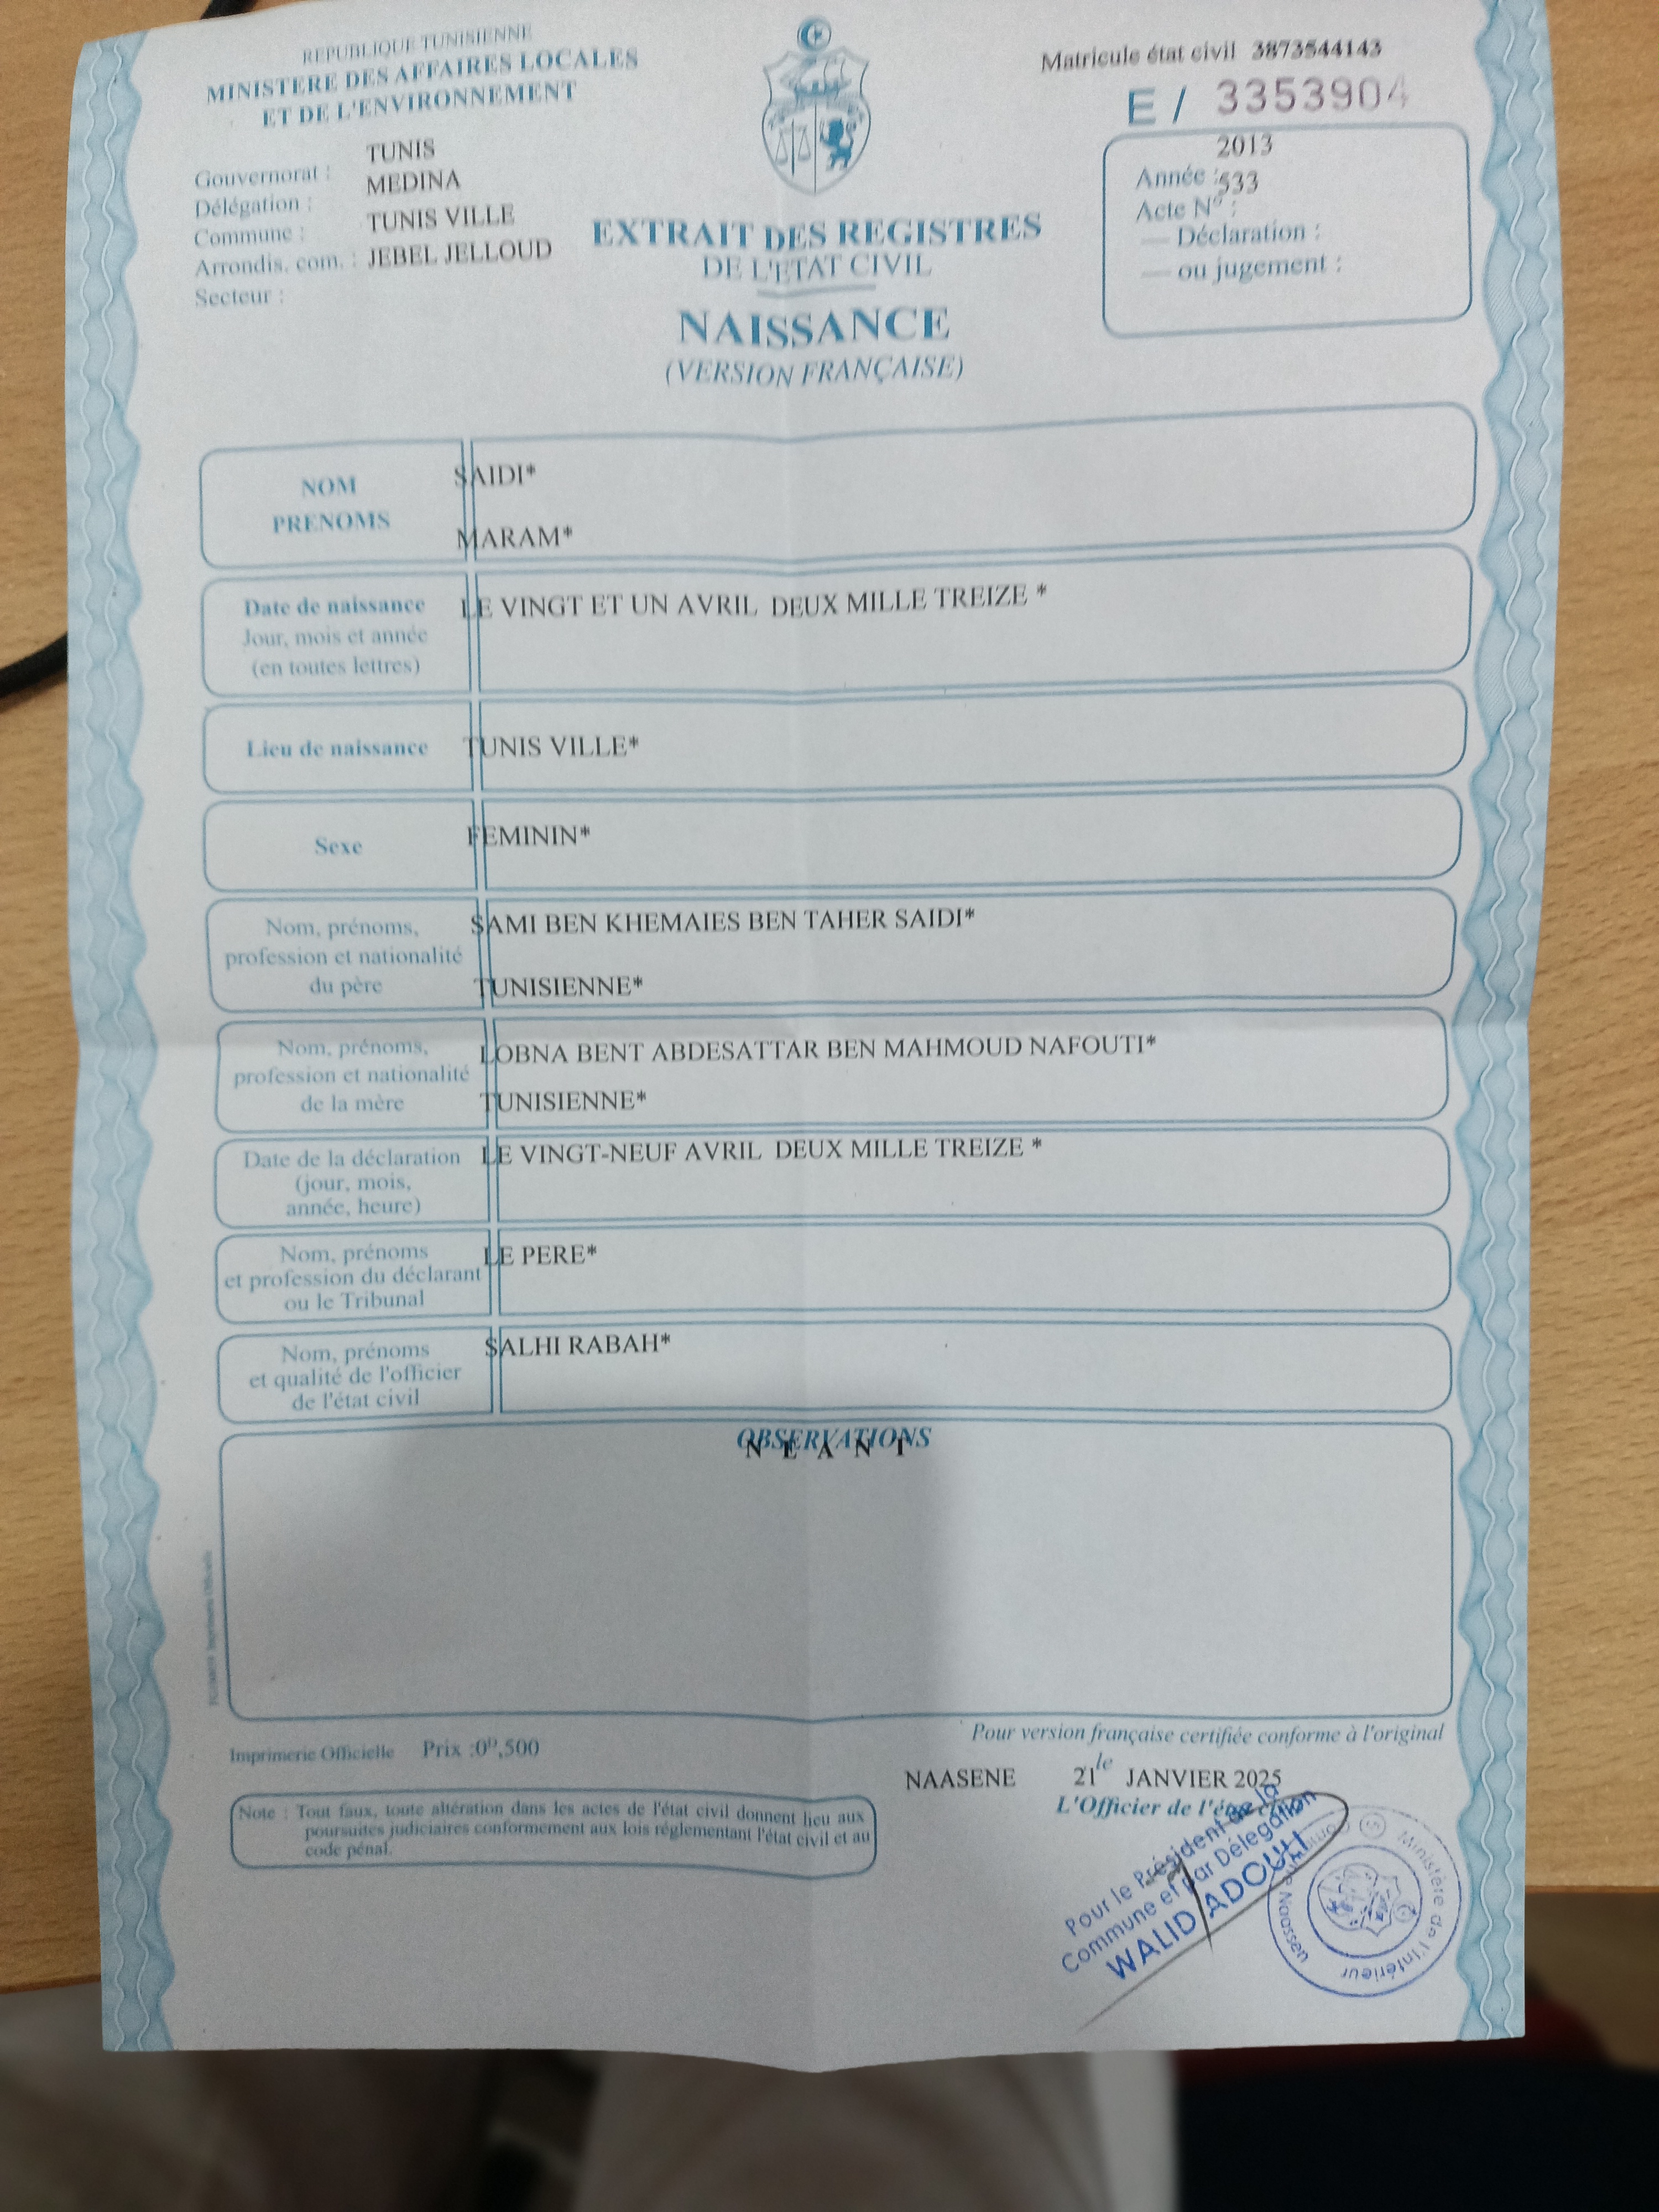 REPUBLIQUE TUNISIENNE
MINISTERE DES AFFAIRES LOCALES
ET DE L'ENVIRONNEMENT
Gouvernorat : TUNIS
Délégation : MEDINA
Commune : TUNIS VILLE
Arrondis. com. : JEBEL JELLOUD
Secteur :
Matricule état civil 3873544143
E / 3353904
2013
Année :
533
Acte N° :
— Déclaration :
— ou jugement :
EXTRAIT DES REGISTRES
DE L'ETAT CIVIL
NAISSANCE
(VERSION FRANÇAISE)
NOM SAIDI*
PRENOMS MARAM*
Date de naissance LE VINGT ET UN AVRIL DEUX MILLE TREIZE *
Jour, mois et année
(en toutes lettres)
Lieu de naissance TUNIS VILLE*
Sexe FEMININ*
Nom, prénoms, SAMI BEN KHEMAIES BEN TAHER SAIDI*
profession et nationalité
du père TUNISIENNE*
Nom, prénoms, LOBNA BENT ABDESATTAR BEN MAHMOUD NAFOUTI*
profession et nationalité
de la mère TUNISIENNE*
Date de la déclaration LE VINGT-NEUF AVRIL DEUX MILLE TREIZE *
(jour, mois,
année, heure)
Nom, prénoms LE PERE*
et profession du déclarant
ou le Tribunal
Nom, prénoms SALHI RABAH*
et qualité de l'officier
de l'état civil
OBSERVATIONS
N E A N T
Imprimerie Officielle Prix :0ᴰ,500
Pour version française certifiée conforme à l'original
NAASENE le 21 JANVIER 2025
L'Officier de l'état civil
Note : Tout faux, toute altération dans les actes de l'état civil donnent lieu aux
poursuites judiciaires conformement aux lois réglementant l'état civil et au
code pénal.
Pour le Président de la
Commune et par Délegation
WALID ADOUI
Ministère de l'Intérieur
Naassen